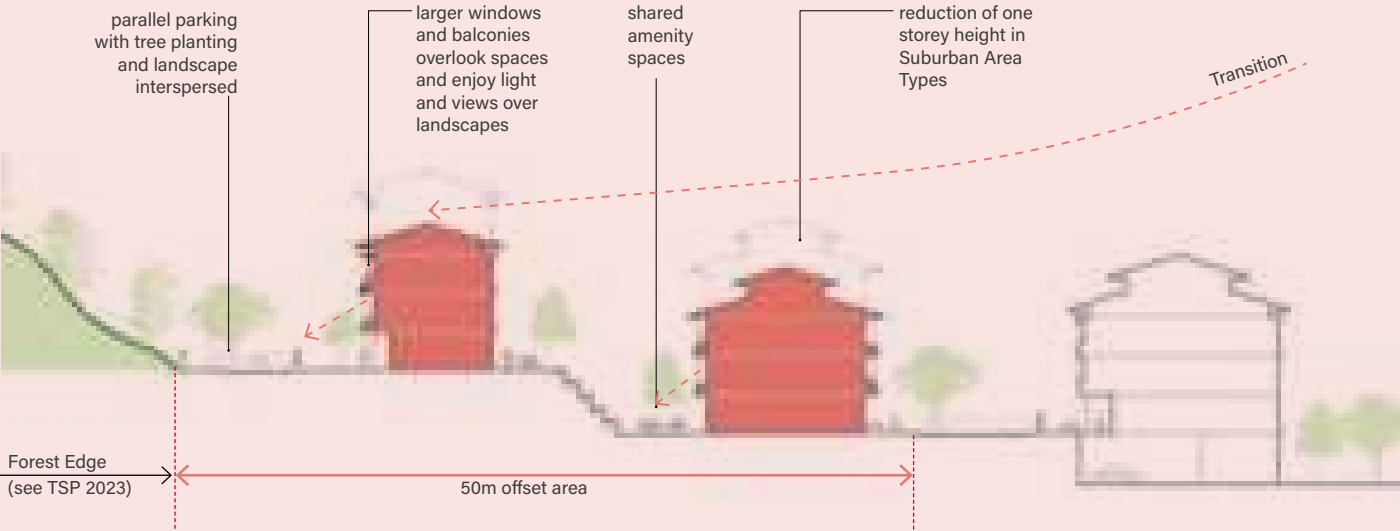 parallel parking
with tree planting
and landscape
interspersed
larger windows
and balconies
overlook spaces
and enjoy light
and views over
landscapes
shared
amenity
spaces
reduction of one
storey height in
Suburban Area
Types
Transition
Forest Edge
(see TSP 2023)
50m offset area